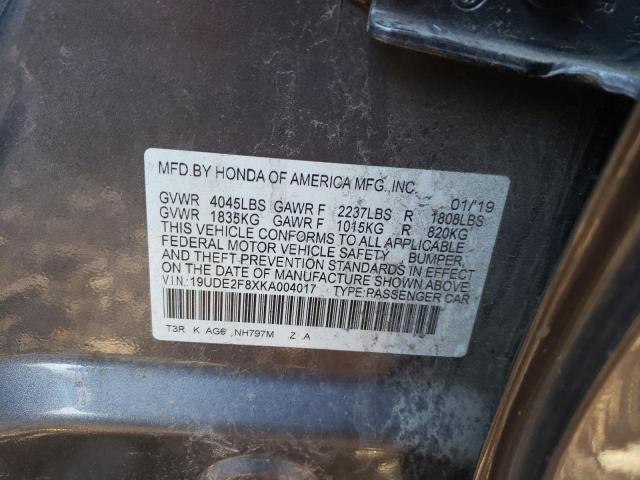 MFD.BY HONDA OF AMERICA MFG.,INC.
01/19
GVWR 4045LBS GAWR F 2237LBS R 1808LBS
GVWR 1835KG GAWR F 1015KG R 820KG
THIS VEHICLE CONFORMS TO ALL APPLICABLE
FEDERAL MOTOR VEHICLE SAFETY BUMPER,
AND THEFT PREVENTION STANDARDS IN EFFECT
ON THE DATE OF MANUFACTURE SHOWN ABOVE.
V.I.N.:19UDE2F8XKA004017 TYPE:PASSENGER CAR
T3R K AG6 ,NH797M Z A